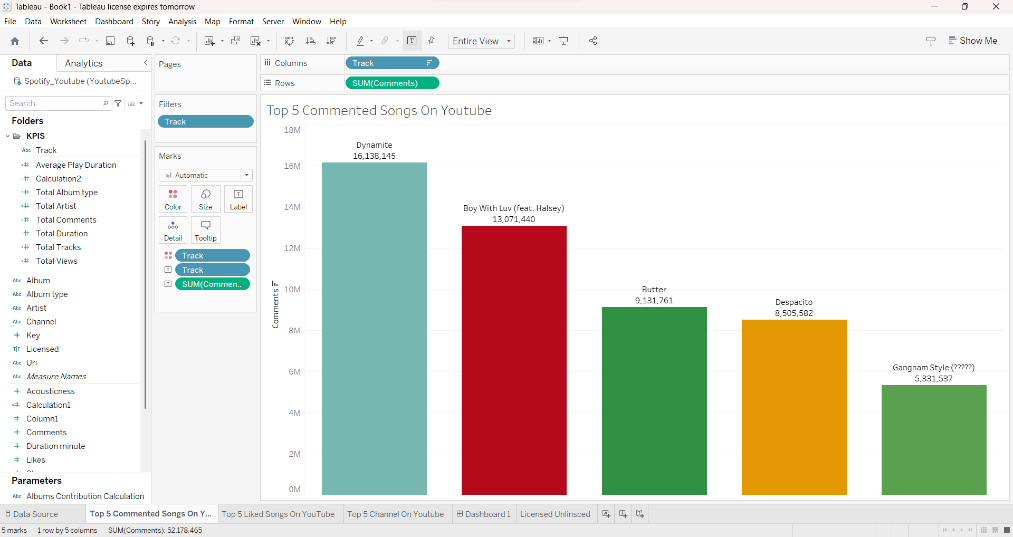 Tableau - Book1 - Tableau license expires tomorrow
File Data Worksheet Dashboard Story Analysis Map Format Server Window Help
Entire View
Show Me
Data Analytics
Spotify_Youtube (YoutubeSp...
Search
Folders
KPIS
Abc Track
Average Play Duration
Calculation2
Total Album type
Total Artist
Total Comments
Total Duration
Total Tracks
Total Views
Abc Album
Abc Album type
Abc Artist
Abc Channel
Key
T|F Licensed
Abc Uri
Abc Measure Names
Acousticness
Calculation1
Column1
Comments
Duration minute
Likes
Parameters
Abc Albums Contribution Calculation
Pages
Filters
Track
Marks
Automatic
Color Size Label
Detail Tooltip
Track
Track
SUM(Commen..
Columns Track
Rows SUM(Comments)
Top 5 Commented Songs On Youtube
18M
16M
14M
12M
10M
8M
6M
4M
2M
0M
Comments
Dynamite
16,138,145
Boy With Luv (feat. Halsey)
13,071,440
Butter
9,131,761
Despacito
8,505,582
Gangnam Style (?????)
5,331,537
Data Source Top 5 Commented Songs On Y... Top 5 Liked Songs On YouTube Top 5 Channel On Youtube Dashboard 1 Licensed Unlinsced
5 marks 1 row by 5 columns SUM(Comments): 52,178,465